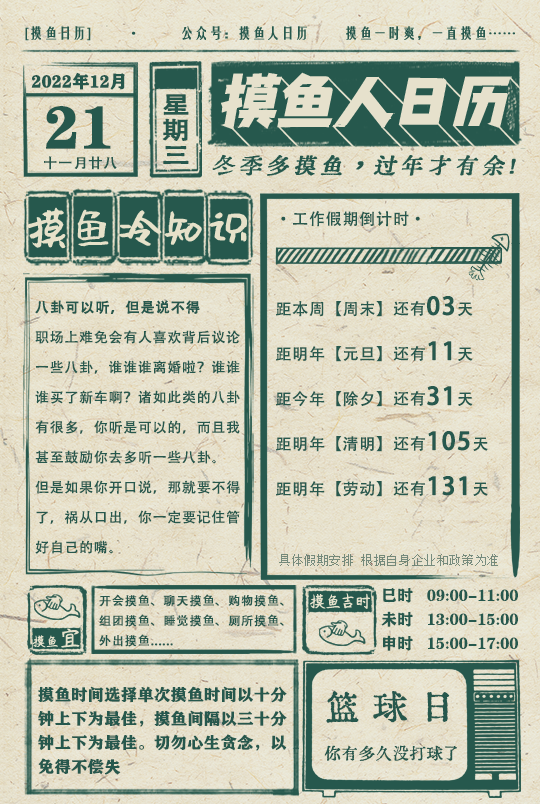 [摸鱼日历] · 公众号：摸鱼人日历 摸鱼一时爽，一直摸鱼……
2022年12月
21
十一月廿八
星期三
摸鱼人日历
冬季多摸鱼，过年才有余！
摸鱼冷知识
八卦可以听，但是说不得
职场上难免会有人喜欢背后议论
一些八卦，谁谁谁离婚啦？谁谁
谁买了新车啊？诸如此类的八卦
有很多，你听是可以的，而且我
甚至鼓励你去多听一些八卦。
但是如果你开口说，那就要不得
了，祸从口出，你一定要记住管
好自己的嘴。
·工作假期倒计时·
距本周【周末】还有03天
距明年【元旦】还有11天
距今年【除夕】还有31天
距明年【清明】还有105天
距明年【劳动】还有131天
具体假期安排 根据自身企业和政策为准
摸鱼宜
开会摸鱼、聊天摸鱼、购物摸鱼、
组团摸鱼、睡觉摸鱼、厕所摸鱼、
外出摸鱼……
摸鱼吉时
巳时 09:00-11:00
未时 13:00-15:00
申时 15:00-17:00
摸鱼时间选择单次摸鱼时间以十分
钟上下为最佳，摸鱼间隔以三十分
钟上下为最佳。切勿心生贪念，以
免得不偿失
篮球日
你有多久没打球了